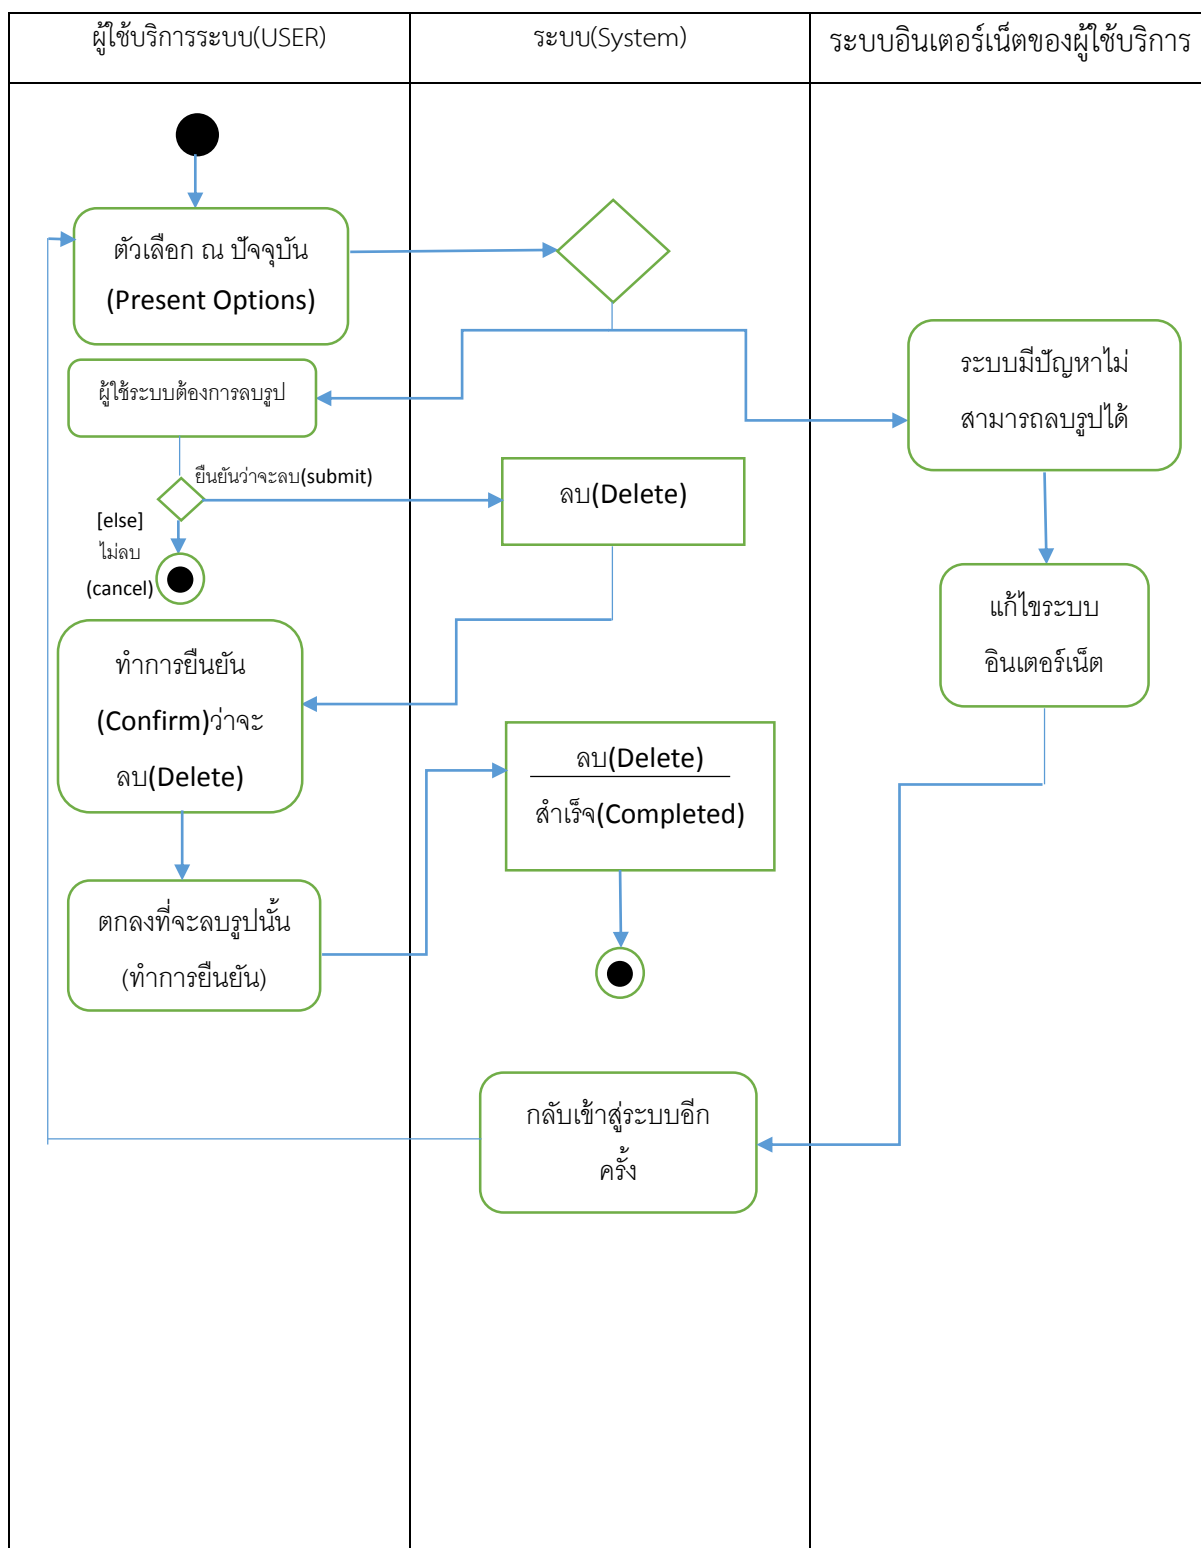 ผู้ใช้บริการระบบ(USER)
ระบบ(System)
ระบบอินเตอร์เน็ตของผู้ใช้บริการ
ตัวเลือก ณ ปัจจุบัน
(Present Options)
ระบบมีปัญหาไม่
สามารถลบรูปได้
ผู้ใช้ระบบต้องการลบรูป
ยืนยันว่าจะลบ(submit)
ลบ(Delete)
[else]
ไม่ลบ
(cancel)
แก้ไขระบบ
อินเตอร์เน็ต
ทำการยืนยัน
(Confirm)ว่าจะ
ลบ(Delete)
ลบ(Delete)
สำเร็จ(Completed)
ตกลงที่จะลบรูปนั้น
(ทำการยืนยัน)
กลับเข้าสู่ระบบอีก
ครั้ง